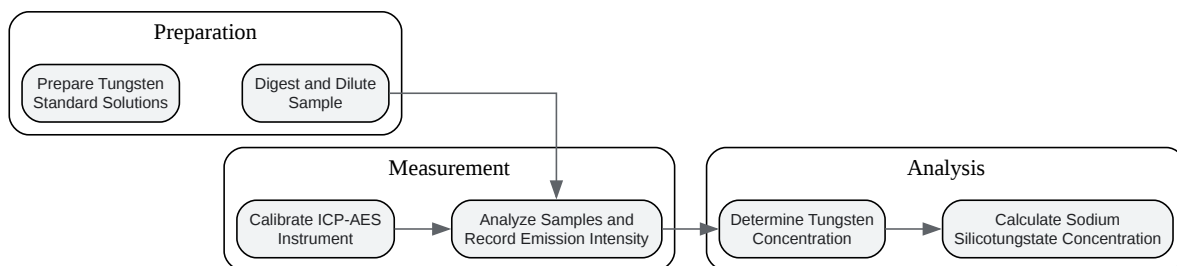 Preparation
Prepare Tungsten
Standard Solutions
Digest and Dilute
Sample
Measurement
Calibrate ICP-AES
Instrument
Analyze Samples and
Record Emission Intensity
Analysis
Determine Tungsten
Concentration
Calculate Sodium
Silicotungstate Concentration